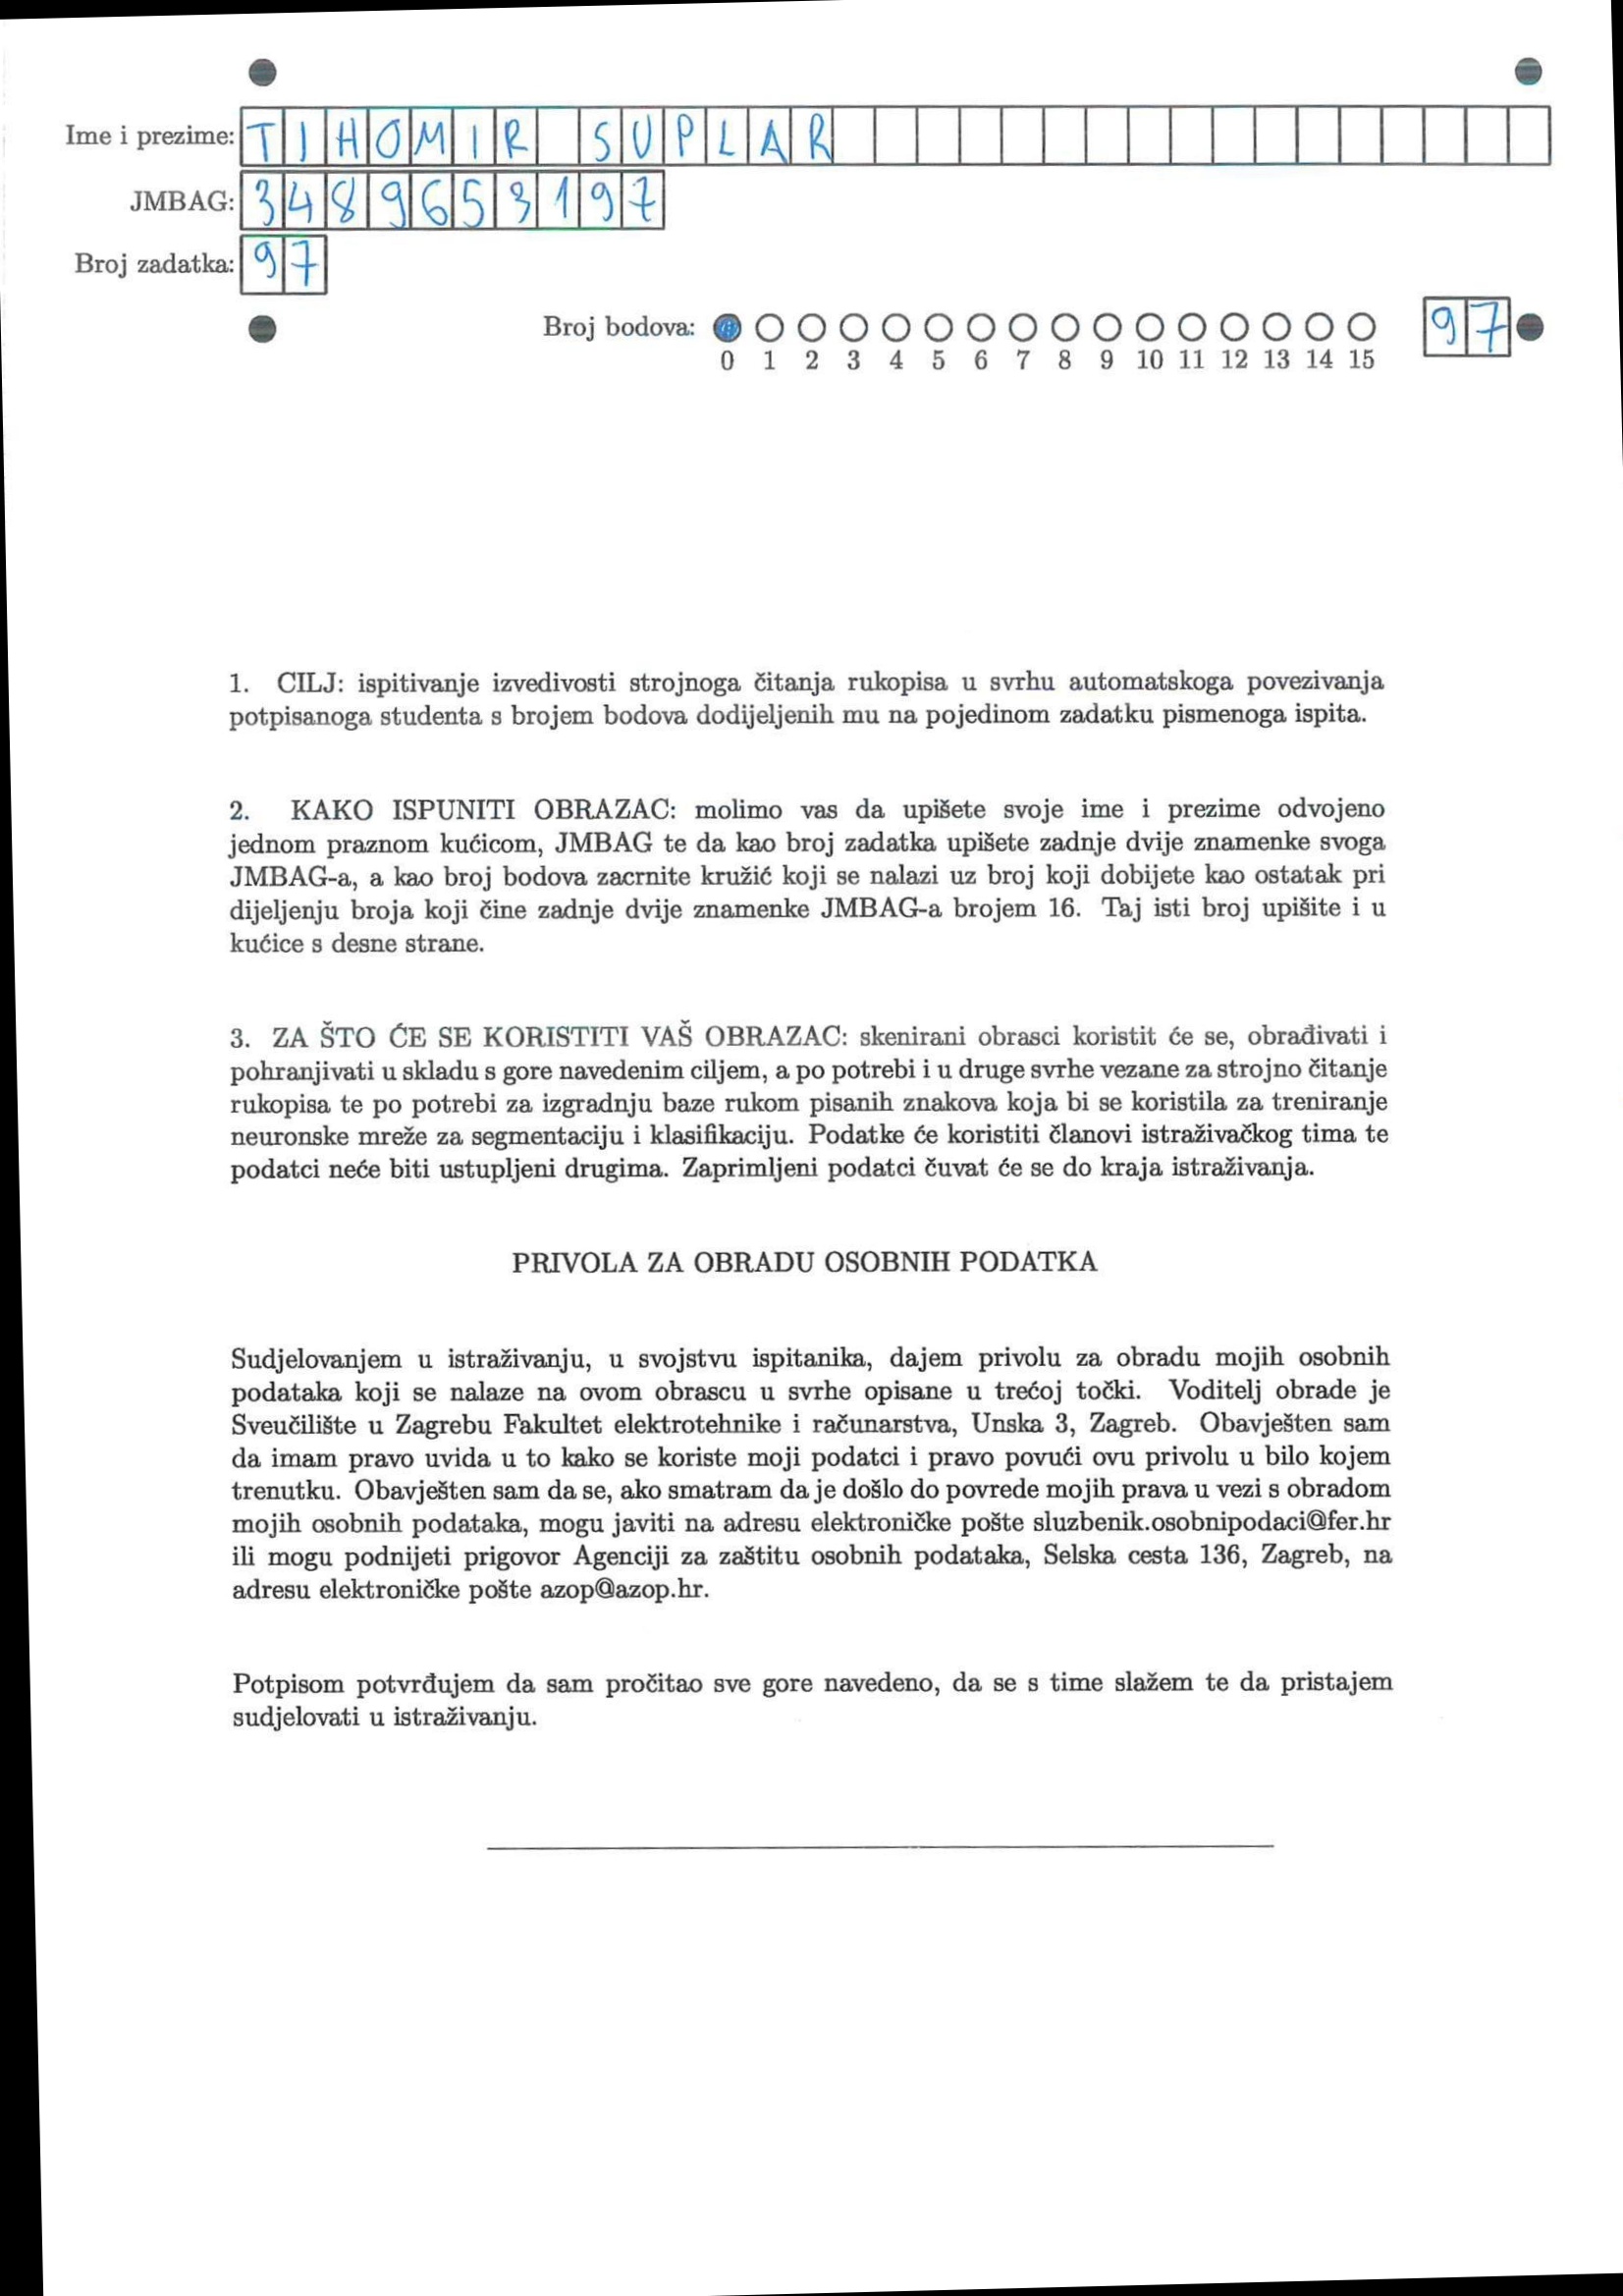 Ime i prezime: TIHOMIR SUPLAR
JMBAG: 3489653197
Broj zadatka: 97
Broj bodova: 97
0 1 2 3 4 5 6 7 8 9 10 11 12 13 14 15
1. CILJ: ispitivanje izvedivosti strojnoga čitanja rukopisa u svrhu automatskoga povezivanja
potpisanoga studenta s brojem bodova dodijeljenih mu na pojedinom zadatku pismenoga ispita.
2. KAKO ISPUNITI OBRAZAC: molimo vas da upišete svoje ime i prezime odvojeno
jednom praznom kućicom, JMBAG te da kao broj zadatka upišete zadnje dvije znamenke svoga
JMBAG-a, a kao broj bodova zacrnite kružić koji se nalazi uz broj koji dobijete kao ostatak pri
dijeljenju broja koji čine zadnje dvije znamenke JMBAG-a brojem 16. Taj isti broj upišite i u
kućice s desne strane.
3. ZA ŠTO ĆE SE KORISTITI VAŠ OBRAZAC: skenirani obrasci koristit će se, obrađivati i
pohranjivati u skladu s gore navedenim ciljem, a po potrebi i u druge svrhe vezane za strojno čitanje
rukopisa te po potrebi za izgradnju baze rukom pisanih znakova koja bi se koristila za treniranje
neuronske mreže za segmentaciju i klasifikaciju. Podatke će koristiti članovi istraživačkog tima te
podatci neće biti ustupljeni drugima. Zaprimljeni podatci čuvat će se do kraja istraživanja.
PRIVOLA ZA OBRADU OSOBNIH PODATKA
Sudjelovanjem u istraživanju, u svojstvu ispitanika, dajem privolu za obradu mojih osobnih
podataka koji se nalaze na ovom obrascu u svrhe opisane u trećoj točki. Voditelj obrade je
Sveučilište u Zagrebu Fakultet elektrotehnike i računarstva, Unska 3, Zagreb. Obavješten sam
da imam pravo uvida u to kako se koriste moji podatci i pravo povući ovu privolu u bilo kojem
trenutku. Obavješten sam da se, ako smatram da je došlo do povrede mojih prava u vezi s obradom
mojih osobnih podataka, mogu javiti na adresu elektroničke pošte sluzbenik.osobnipodaci@fer.hr
ili mogu podnijeti prigovor Agenciji za zaštitu osobnih podataka, Selska cesta 136, Zagreb, na
adresu elektroničke pošte azop@azop.hr.
Potpisom potvrđujem da sam pročitao sve gore navedeno, da se s time slažem te da pristajem
sudjelovati u istraživanju.